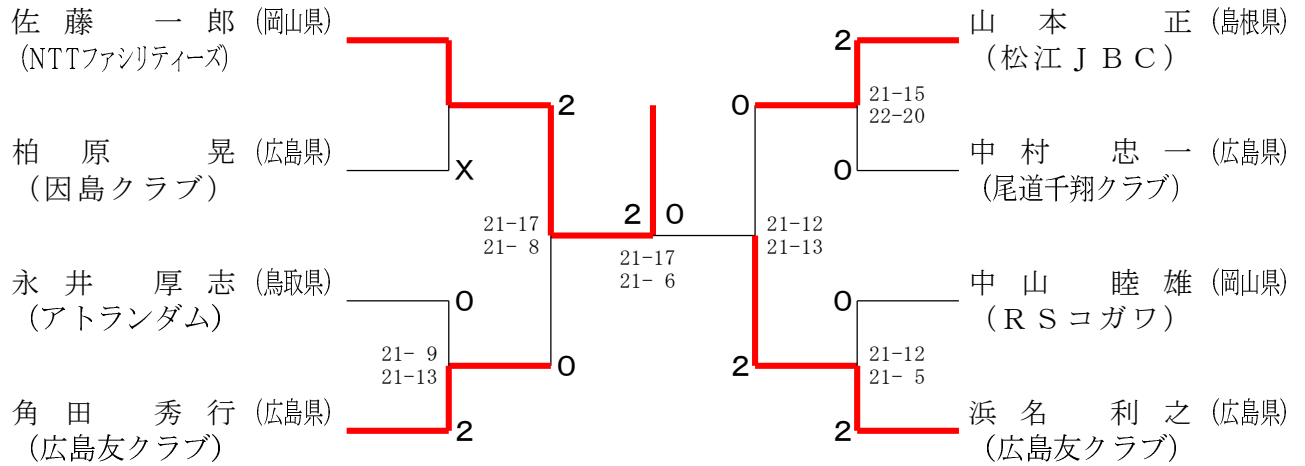 佐藤 一郎 (岡山県)
(NTTファシリティーズ)
柏原 晃 (広島県)
(因島クラブ)
永井 厚志 (鳥取県)
(アトランダム)
角田 秀行 (広島県)
(広島友クラブ)
2
X
0
21- 9
21-13
2
21-17
21- 8
0
2 0
21-17
21- 6
0
21-12
21-13
2
2
21-15
22-20
0
0
21-12
21- 5
2
山本 正 (島根県)
(松江JBC)
中村 忠一 (広島県)
(尾道千翔クラブ)
中山 睦雄 (岡山県)
(RSコガワ)
浜名 利之 (広島県)
(広島友クラブ)